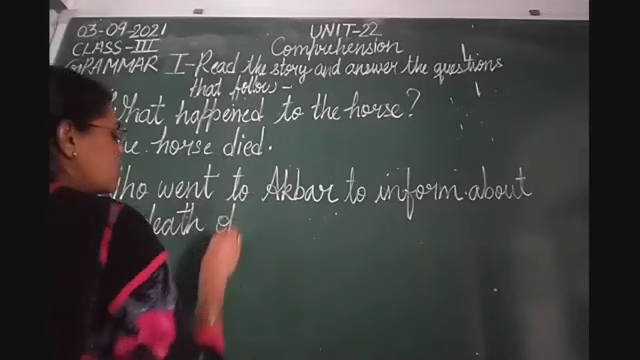 03-09-2021
UNIT-22
CLASS-III
Comprehension
GRAMMAR I-Read the story and answer the questions
that follow-
What happened to the horse?
horse died.
Who went to Akbar to inform about
death of